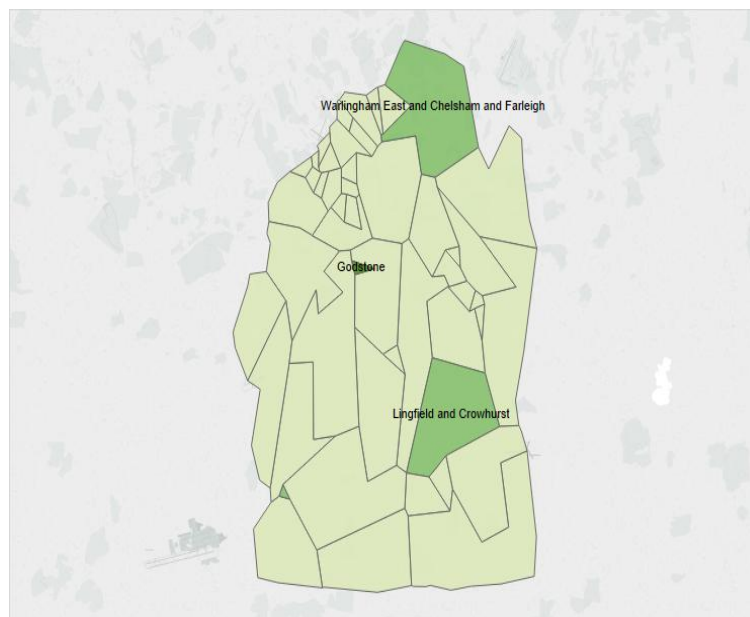 Warlingham East and Chelsham and Farleigh
Godstone
Lingfield and Crowhurst